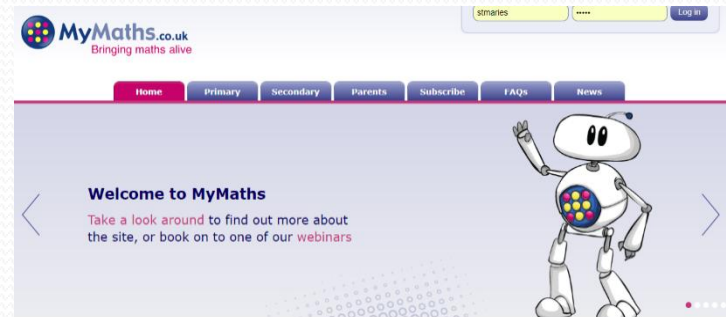 stmaries ••••• Log in
MyMaths.co.uk
Bringing maths alive
Home Primary Secondary Parents Subscribe FAQs News
Welcome to MyMaths
Take a look around to find out more about
the site, or book on to one of our webinars